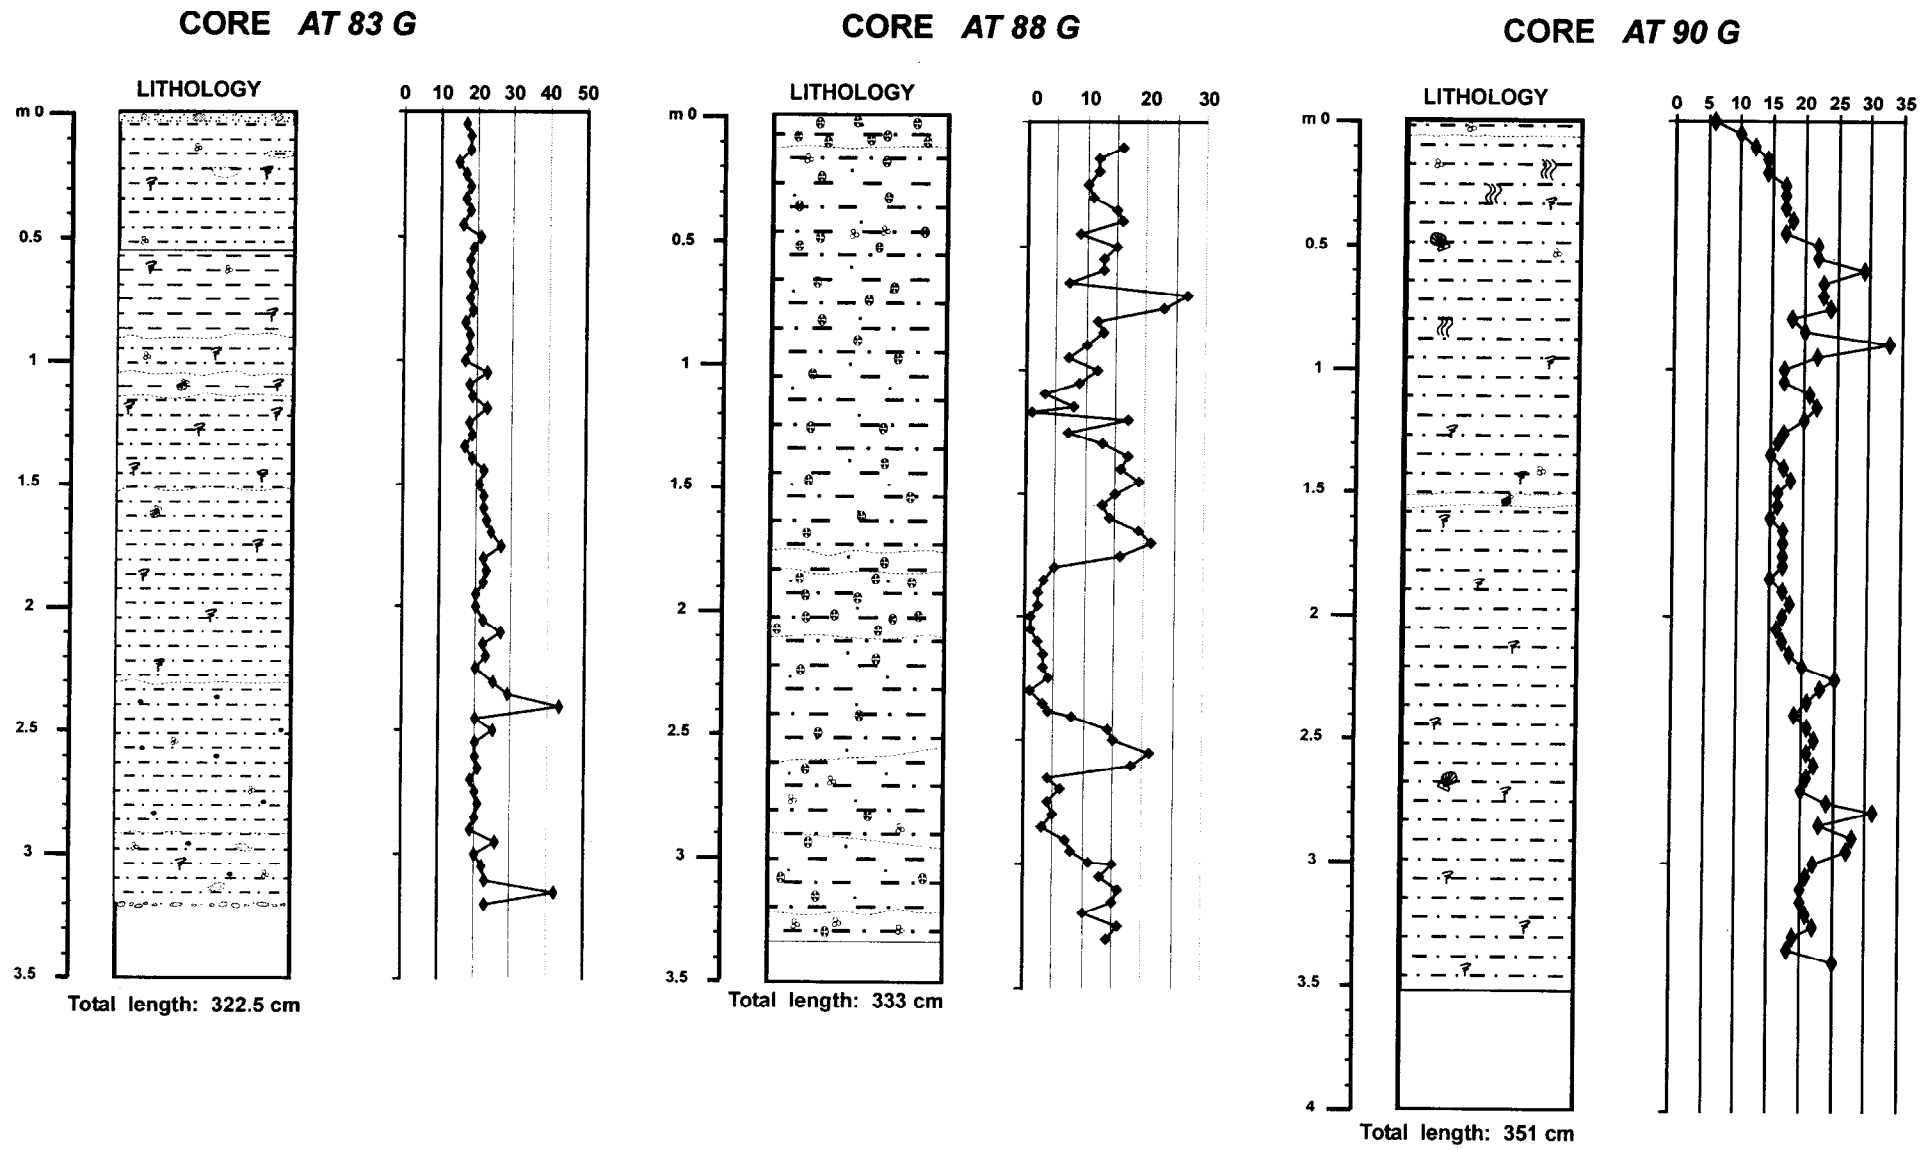 CORE AT 83 G
LITHOLOGY
0 10 20 30 40 50
m 0
0.5
1
1.5
2
2.5
3
3.5
Total length: 322.5 cm
CORE AT 88 G
LITHOLOGY
0 10 20 30
m 0
0.5
1
1.5
2
2.5
3
3.5
Total length: 333 cm
CORE AT 90 G
LITHOLOGY
0 5 10 15 20 25 30 35
m 0
0.5
1
1.5
2
2.5
3
3.5
4
Total length: 351 cm